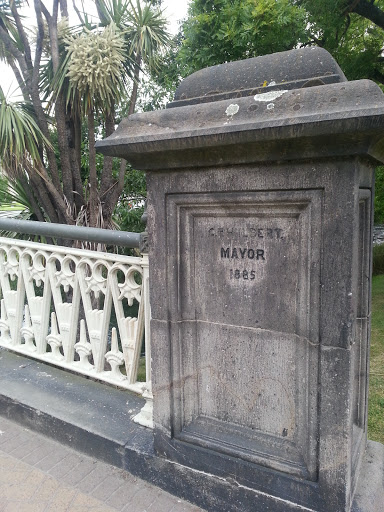 C. P. HULBERT,
MAYOR
1885